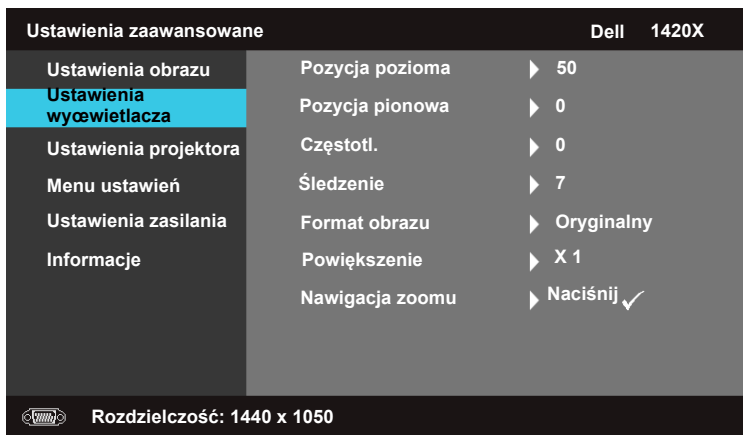 Ustawienia zaawansowane Dell 1420X
Ustawienia obrazu Pozycja pozioma 50
Ustawienia
wyœwietlacza Pozycja pionowa 0
Ustawienia projektora Częstotl. 0
Menu ustawień Śledzenie 7
Ustawienia zasilania Format obrazu Oryginalny
Informacje Powiększenie X 1
Nawigacja zoomu Naciśnij
Rozdzielczość: 1440 x 1050